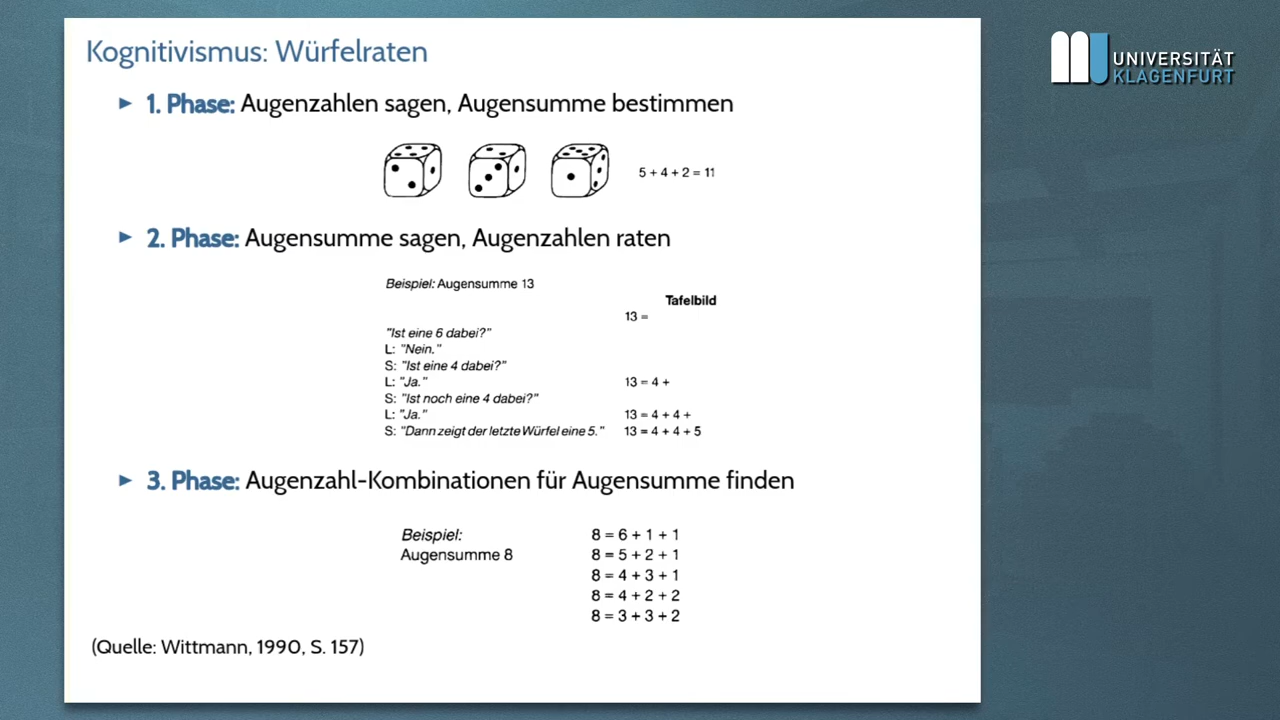 Kognitivismus: Würfelraten
UNIVERSITÄT
KLAGENFURT
► 1. Phase: Augenzahlen sagen, Augensumme bestimmen
5 + 4 + 2 = 11
► 2. Phase: Augensumme sagen, Augenzahlen raten
Beispiel: Augensumme 13
Tafelbild
13 =
"Ist eine 6 dabei?"
L: "Nein."
S: "Ist eine 4 dabei?"
L: "Ja." 13 = 4 +
S: "Ist noch eine 4 dabei?"
L: "Ja." 13 = 4 + 4 +
S: "Dann zeigt der letzte Würfel eine 5." 13 = 4 + 4 + 5
► 3. Phase: Augenzahl-Kombinationen für Augensumme finden
Beispiel: 8 = 6 + 1 + 1
Augensumme 8 8 = 5 + 2 + 1
8 = 4 + 3 + 1
8 = 4 + 2 + 2
8 = 3 + 3 + 2
(Quelle: Wittmann, 1990, S. 157)